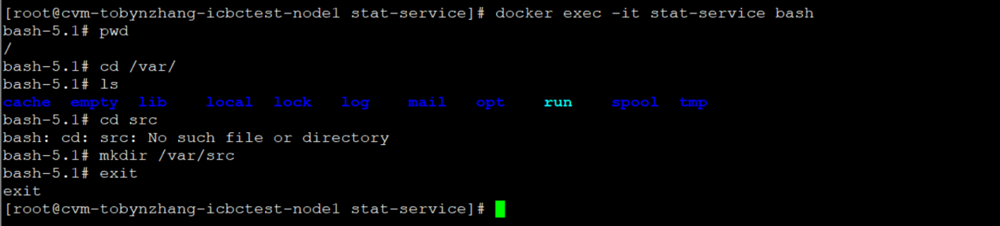 [root@cvm-tobynzhang-icbctest-node1 stat-service]# docker exec -it stat-service bash
bash-5.1# pwd
/
bash-5.1# cd /var/
bash-5.1# ls
cache  empty  lib    local  lock   log    mail   opt    run    spool  tmp
bash-5.1# cd src
bash: cd: src: No such file or directory
bash-5.1# mkdir /var/src
bash-5.1# exit
exit
[root@cvm-tobynzhang-icbctest-node1 stat-service]#